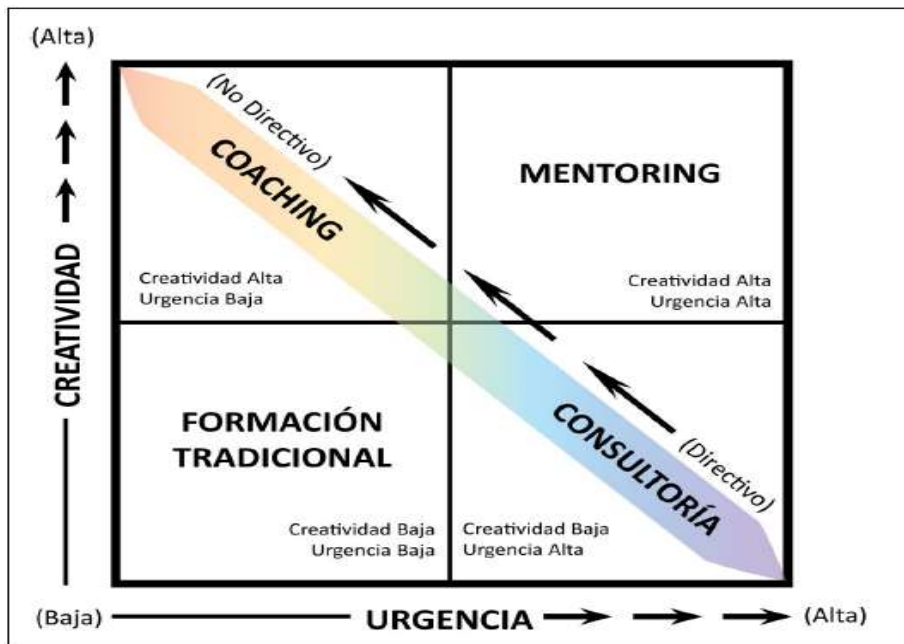 (Alta)
CREATIVIDAD
(No Directivo)
COACHING
Creatividad Alta
Urgencia Baja
MENTORING
Creatividad Alta
Urgencia Alta
FORMACIÓN
TRADICIONAL
Creatividad Baja
Urgencia Baja
(Directivo)
CONSULTORÍA
Creatividad Baja
Urgencia Alta
(Baja)
URGENCIA
(Alta)